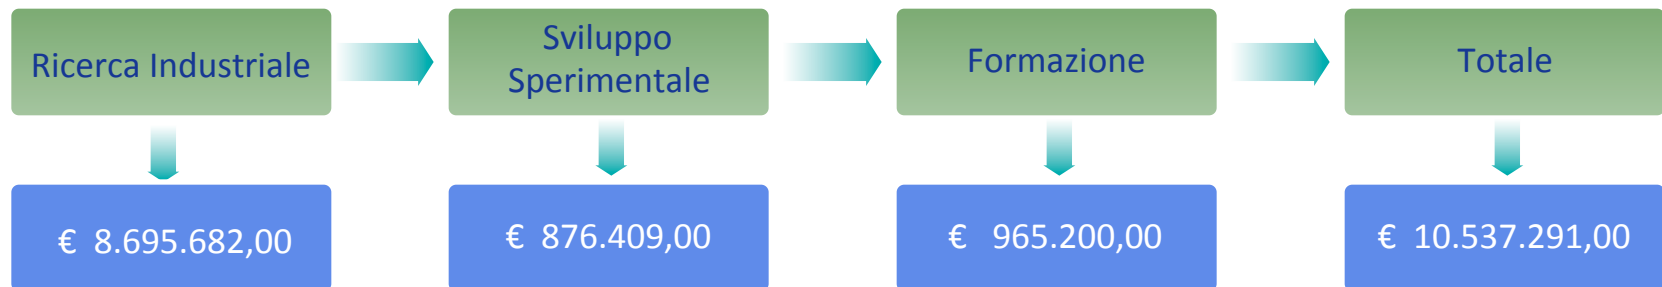 Ricerca Industriale
Sviluppo
Sperimentale
Formazione
Totale
€ 8.695.682,00
€ 876.409,00
€ 965.200,00
€ 10.537.291,00